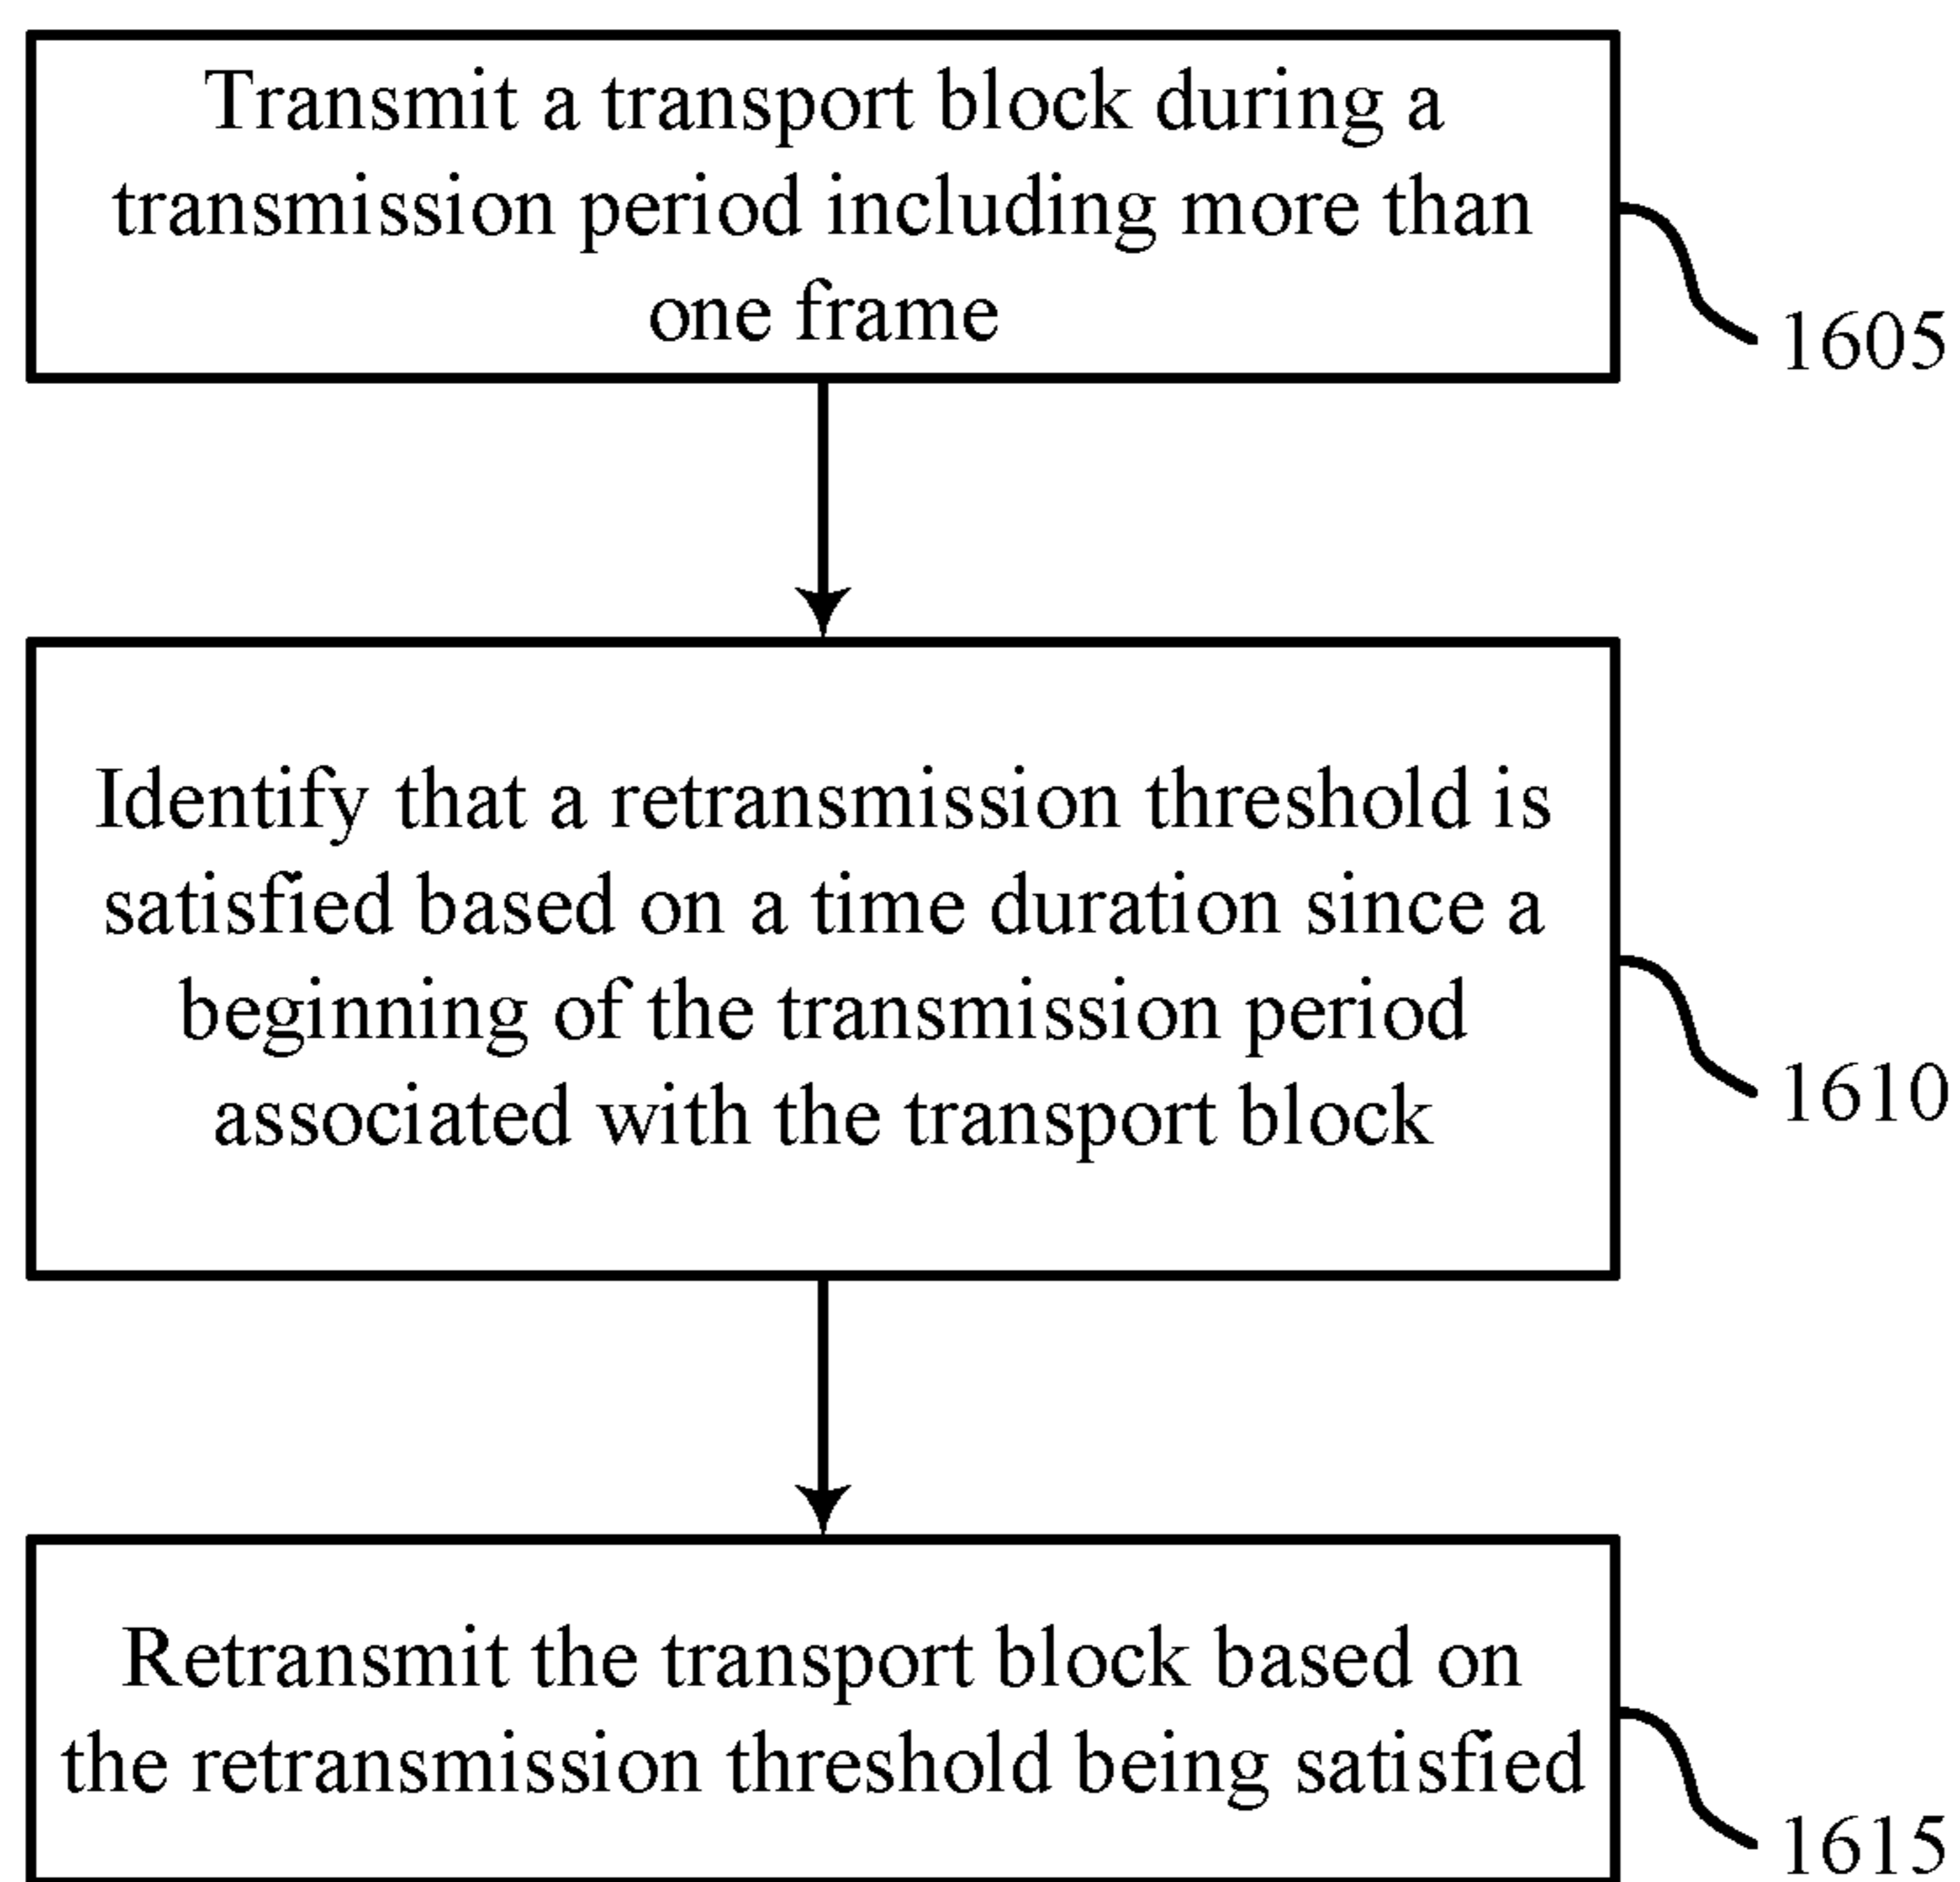 Transmit a transport block during a
transmission period including more than
one frame
1605
Identify that a retransmission threshold is
satisfied based on a time duration since a
beginning of the transmission period
associated with the transport block
1610
Retransmit the transport block based on
the retransmission threshold being satisfied
1615